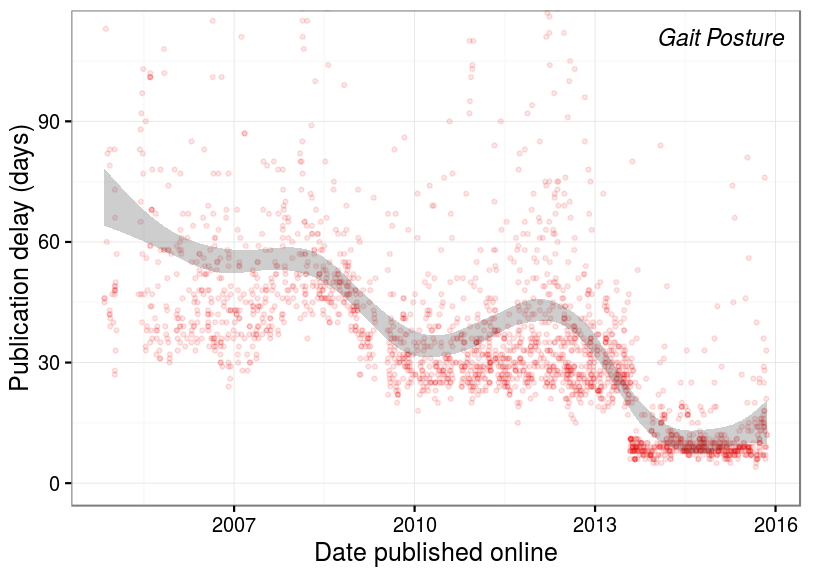 Gait Posture
Publication delay (days)
90
60
30
0
2007
2010
2013
2016
Date published online